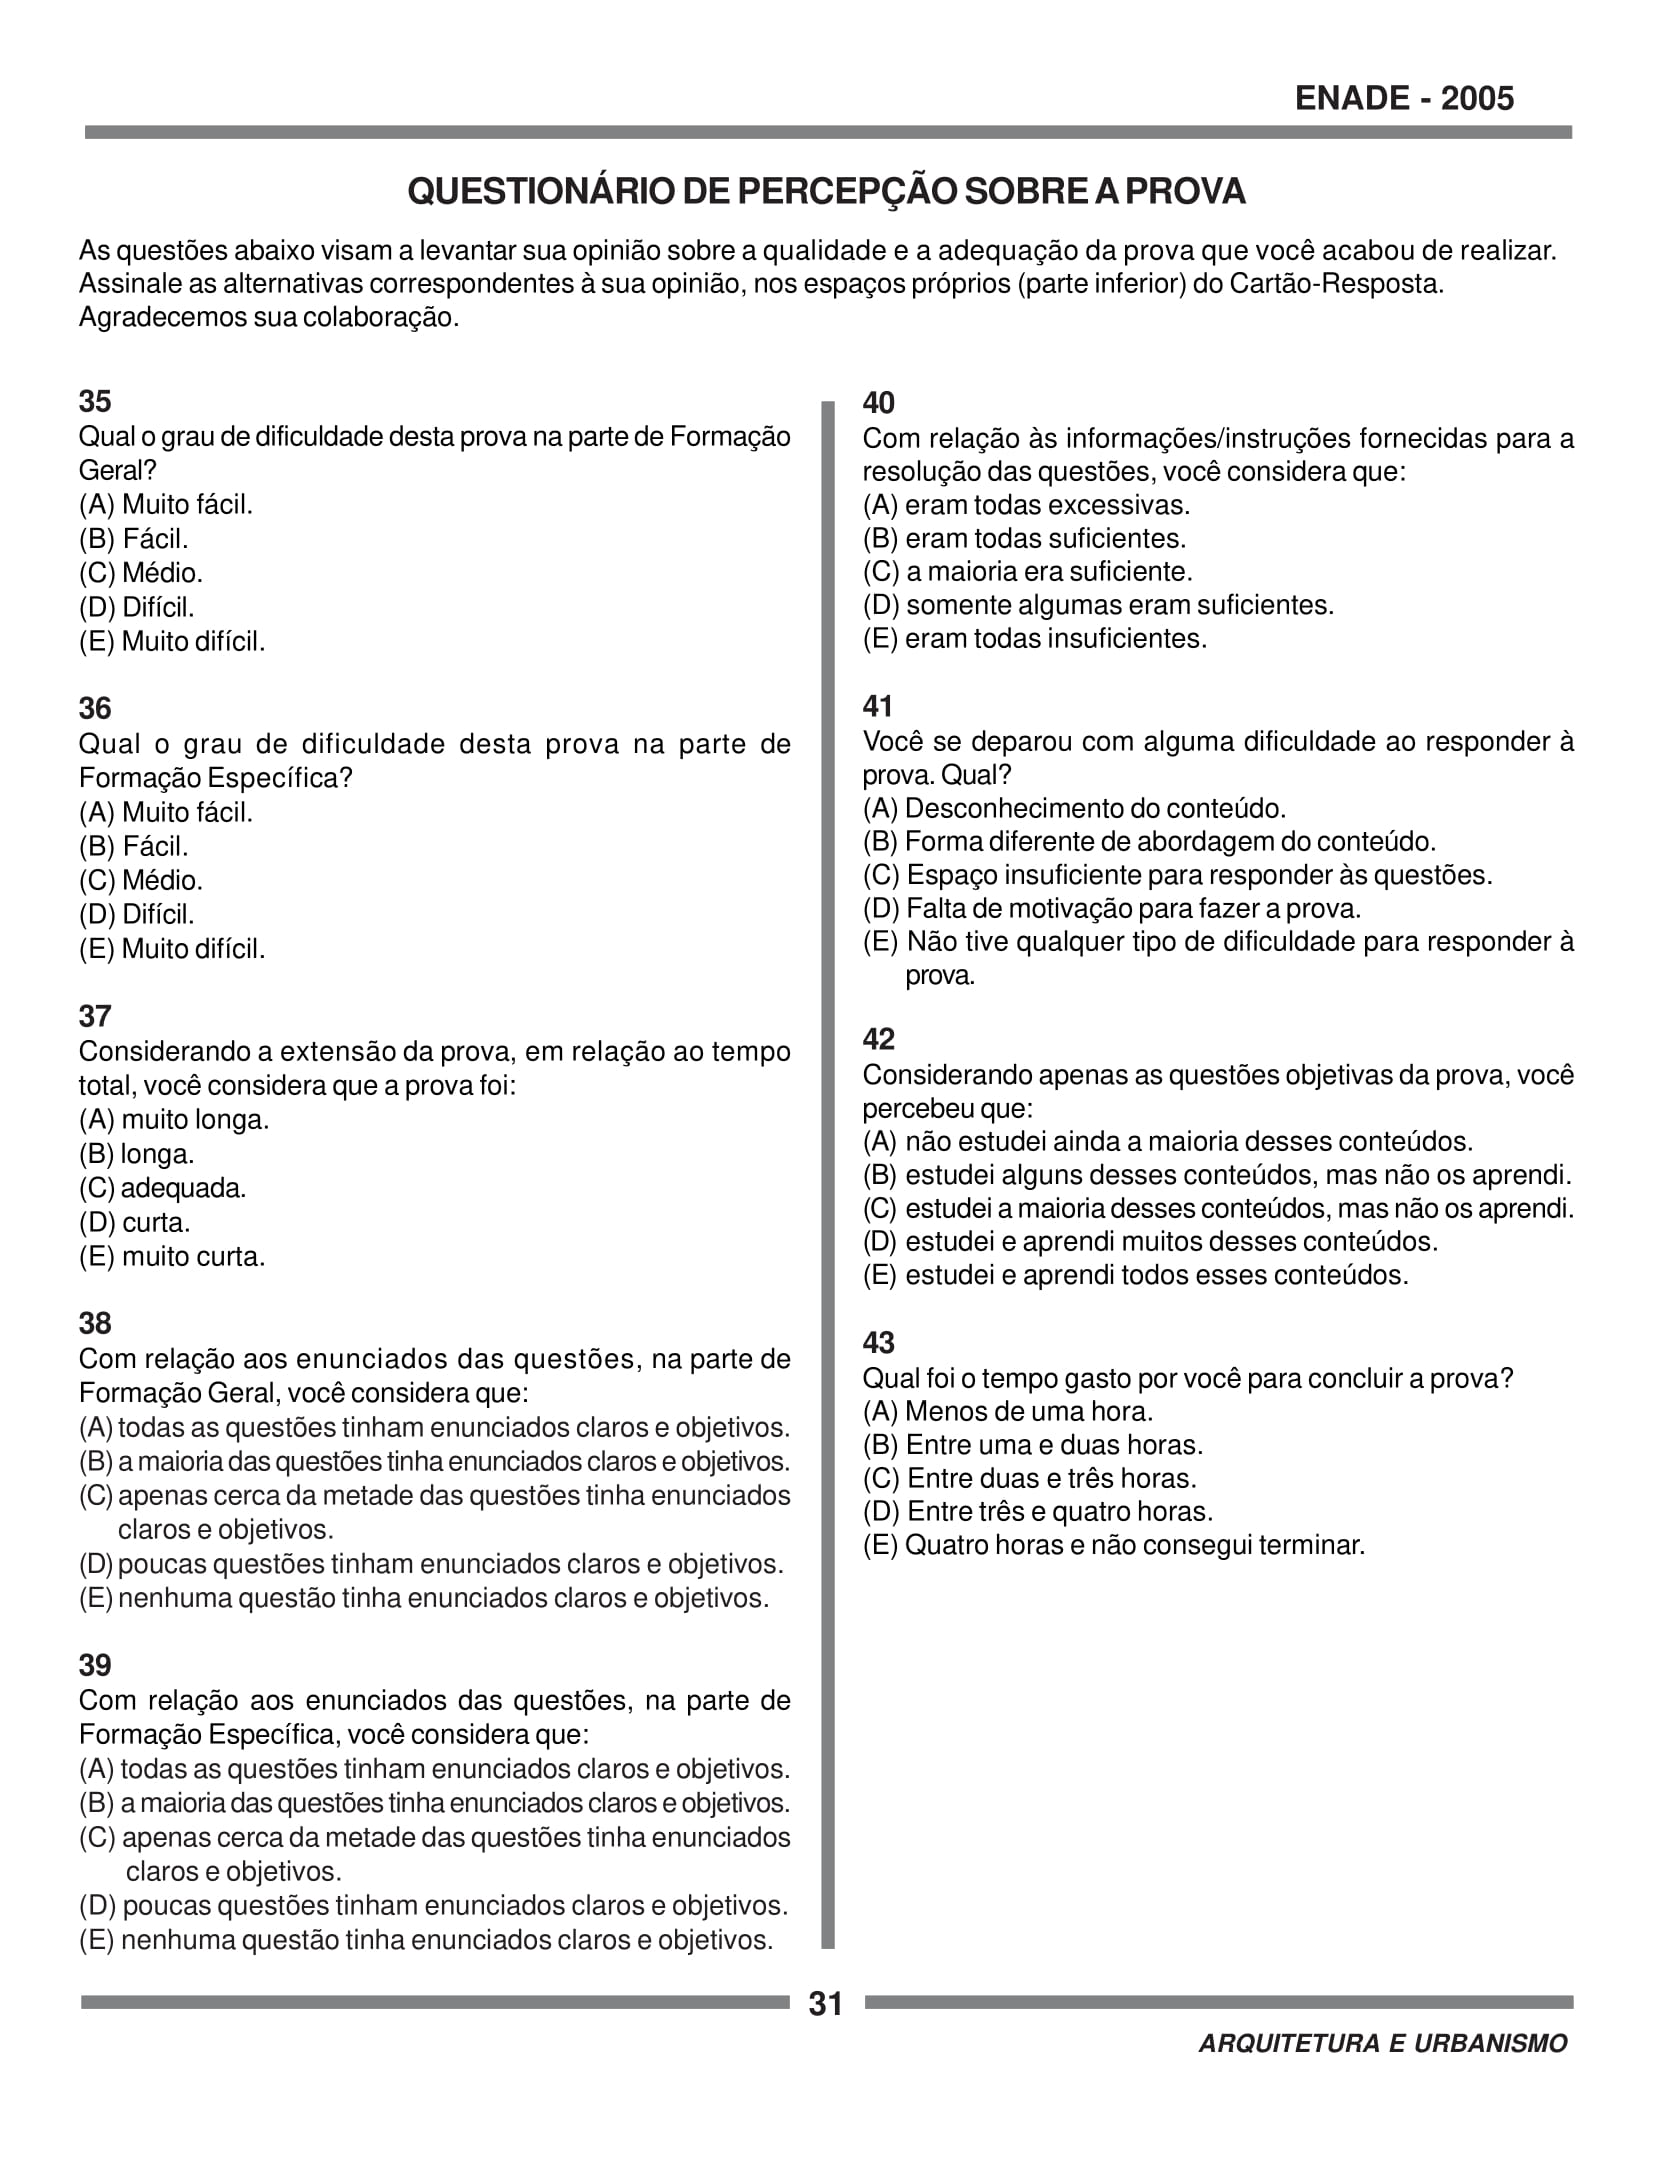 ENADE - 2005
QUESTIONÁRIO DE PERCEPÇÃO SOBRE A PROVA
As questões abaixo visam a levantar sua opinião sobre a qualidade e a adequação da prova que você acabou de realizar.
Assinale as alternativas correspondentes à sua opinião, nos espaços próprios (parte inferior) do Cartão-Resposta.
Agradecemos sua colaboração.
35
Qual o grau de dificuldade desta prova na parte de Formação
Geral?
(A) Muito fácil.
(B) Fácil.
(C) Médio.
(D) Difícil.
(E) Muito difícil.
36
Qual o grau de dificuldade desta prova na parte de
Formação Específica?
(A) Muito fácil.
(B) Fácil.
(C) Médio.
(D) Difícil.
(E) Muito difícil.
37
Considerando a extensão da prova, em relação ao tempo
total, você considera que a prova foi:
(A) muito longa.
(B) longa.
(C) adequada.
(D) curta.
(E) muito curta.
38
Com relação aos enunciados das questões, na parte de
Formação Geral, você considera que:
(A) todas as questões tinham enunciados claros e objetivos.
(B) a maioria das questões tinha enunciados claros e objetivos.
(C) apenas cerca da metade das questões tinha enunciados
claros e objetivos.
(D) poucas questões tinham enunciados claros e objetivos.
(E) nenhuma questão tinha enunciados claros e objetivos.
39
Com relação aos enunciados das questões, na parte de
Formação Específica, você considera que:
(A) todas as questões tinham enunciados claros e objetivos.
(B) a maioria das questões tinha enunciados claros e objetivos.
(C) apenas cerca da metade das questões tinha enunciados
claros e objetivos.
(D) poucas questões tinham enunciados claros e objetivos.
(E) nenhuma questão tinha enunciados claros e objetivos.
40
Com relação às informações/instruções fornecidas para a
resolução das questões, você considera que:
(A) eram todas excessivas.
(B) eram todas suficientes.
(C) a maioria era suficiente.
(D) somente algumas eram suficientes.
(E) eram todas insuficientes.
41
Você se deparou com alguma dificuldade ao responder à
prova. Qual?
(A) Desconhecimento do conteúdo.
(B) Forma diferente de abordagem do conteúdo.
(C) Espaço insuficiente para responder às questões.
(D) Falta de motivação para fazer a prova.
(E) Não tive qualquer tipo de dificuldade para responder à
prova.
42
Considerando apenas as questões objetivas da prova, você
percebeu que:
(A) não estudei ainda a maioria desses conteúdos.
(B) estudei alguns desses conteúdos, mas não os aprendi.
(C) estudei a maioria desses conteúdos, mas não os aprendi.
(D) estudei e aprendi muitos desses conteúdos.
(E) estudei e aprendi todos esses conteúdos.
43
Qual foi o tempo gasto por você para concluir a prova?
(A) Menos de uma hora.
(B) Entre uma e duas horas.
(C) Entre duas e três horas.
(D) Entre três e quatro horas.
(E) Quatro horas e não consegui terminar.
31
ARQUITETURA E URBANISMO